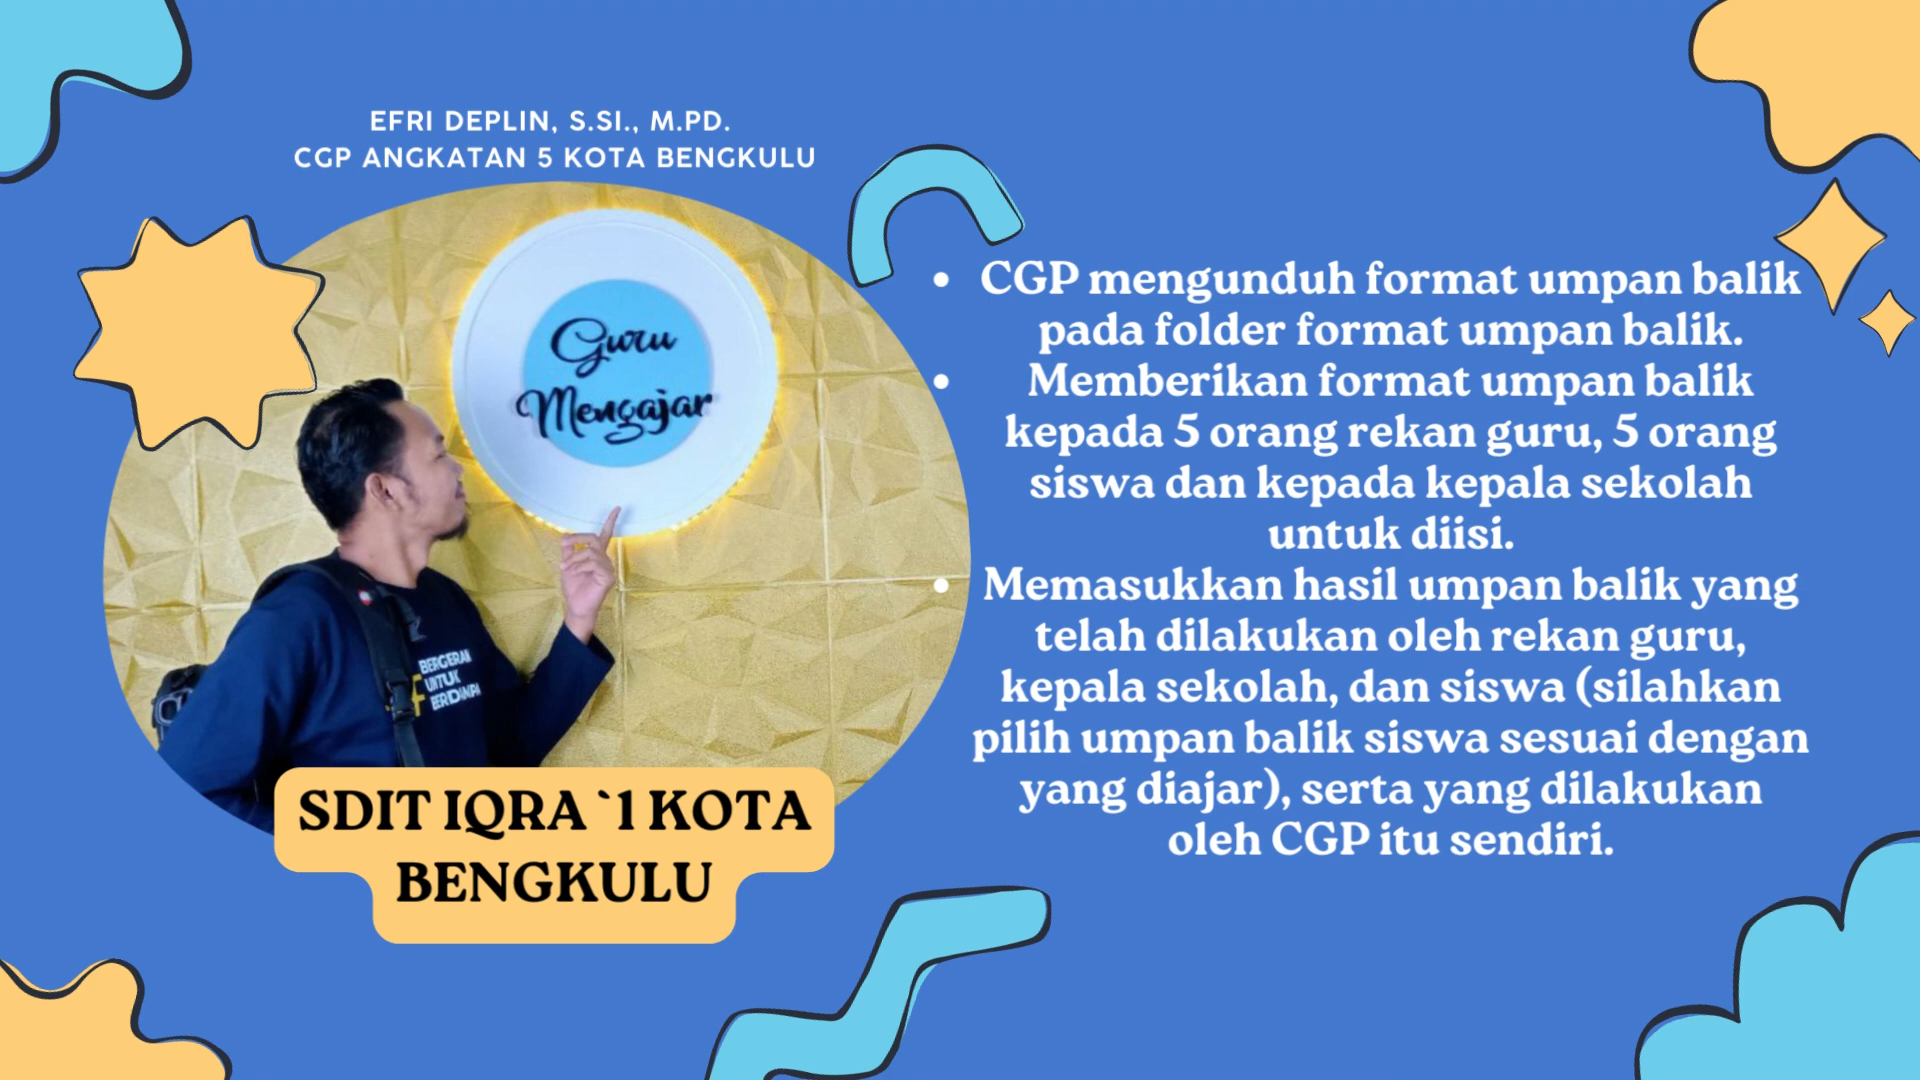 EFRI DEPLIN, S.SI., M.PD.
CGP ANGKATAN 5 KOTA BENGKULU
Guru
Mengajar
BERGERAK
UNTUK
SDIT IQRA `1 KOTA
BENGKULU
• CGP mengunduh format umpan balik
pada folder format umpan balik.
• Memberikan format umpan balik
kepada 5 orang rekan guru, 5 orang
siswa dan kepada kepala sekolah
untuk diisi.
• Memasukkan hasil umpan balik yang
telah dilakukan oleh rekan guru,
kepala sekolah, dan siswa (silahkan
pilih umpan balik siswa sesuai dengan
yang diajar), serta yang dilakukan
oleh CGP itu sendiri.